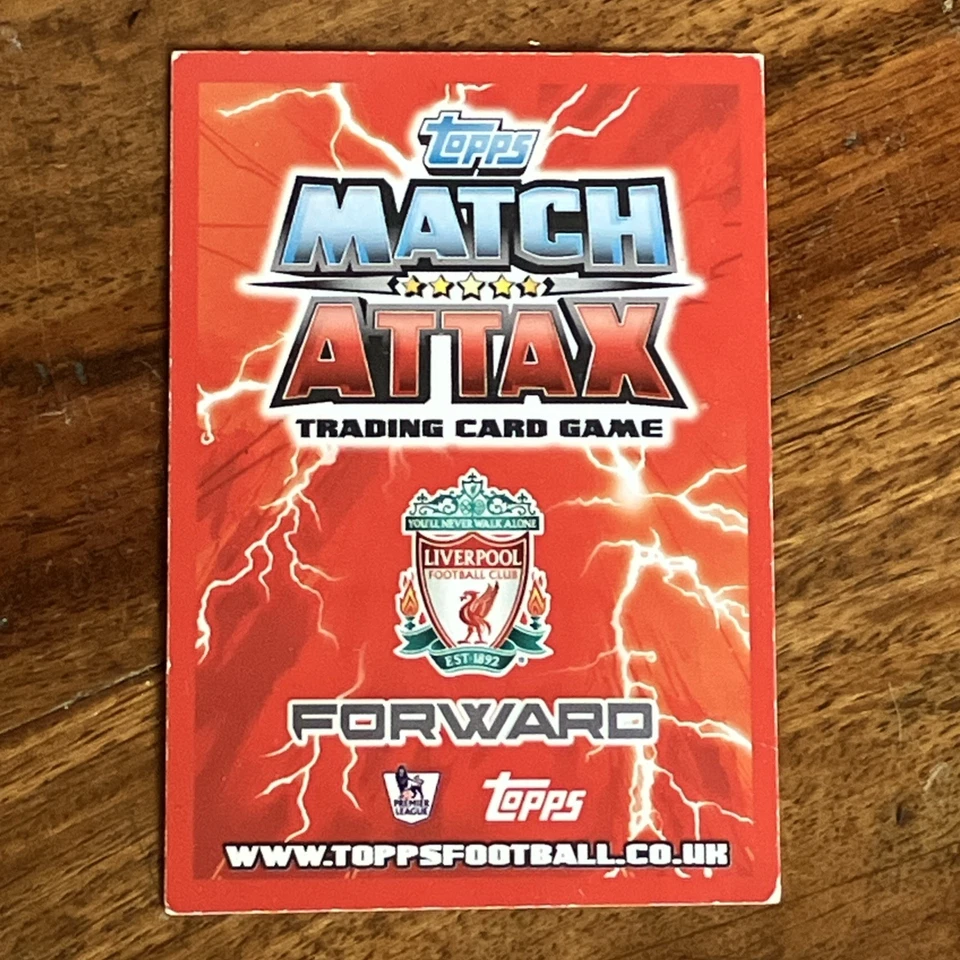 topps
MATCH
ATTAX
TRADING CARD GAME
YOU'LL NEVER WALK ALONE
LIVERPOOL
FOOTBALL CLUB
EST·1892
FORWARD
PREMIER
LEAGUE
topps
WWW.TOPPSFOOTBALL.CO.UK